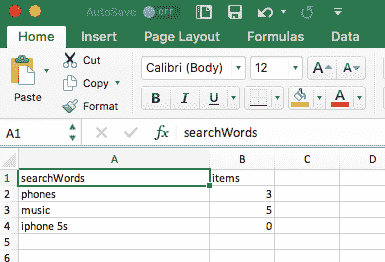 AutoSave OFF
Home Insert Page Layout Formulas Data
Paste
Cut
Copy
Format
Calibri (Body) 12 A A
B I U A
A1 fx searchWords
A B C D
1 searchWords items
2 phones 3
3 music 5
4 iphone 5s 0
5
6